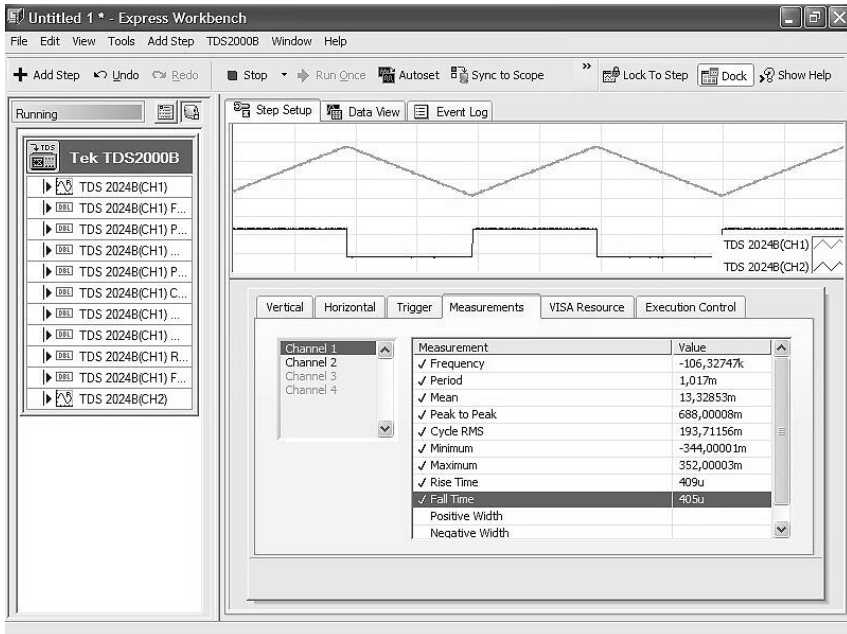 Untitled 1 * - Express Workbench
File Edit View Tools Add Step TDS2000B Window Help
Add Step Undo Redo Stop Run Once Autoset Sync to Scope » Lock To Step Dock Show Help
Running
Tek TDS2000B
TDS 2024B(CH1)
TDS 2024B(CH1) F...
TDS 2024B(CH1) P...
TDS 2024B(CH1) ...
TDS 2024B(CH1) P...
TDS 2024B(CH1) C...
TDS 2024B(CH1) ...
TDS 2024B(CH1) ...
TDS 2024B(CH1) R...
TDS 2024B(CH1) F...
TDS 2024B(CH2)
Step Setup Data View Event Log
TDS 2024B(CH1)
TDS 2024B(CH2)
Vertical Horizontal Trigger Measurements VISA Resource Execution Control
Channel 1
Channel 2
Channel 3
Channel 4
Measurement Value
Frequency -106,32747k
Period 1,017m
Mean 13,32853m
Peak to Peak 688,00008m
Cycle RMS 193,71156m
Minimum -344,00001m
Maximum 352,00003m
Rise Time 409u
Fall Time 405u
Positive Width
Negative Width